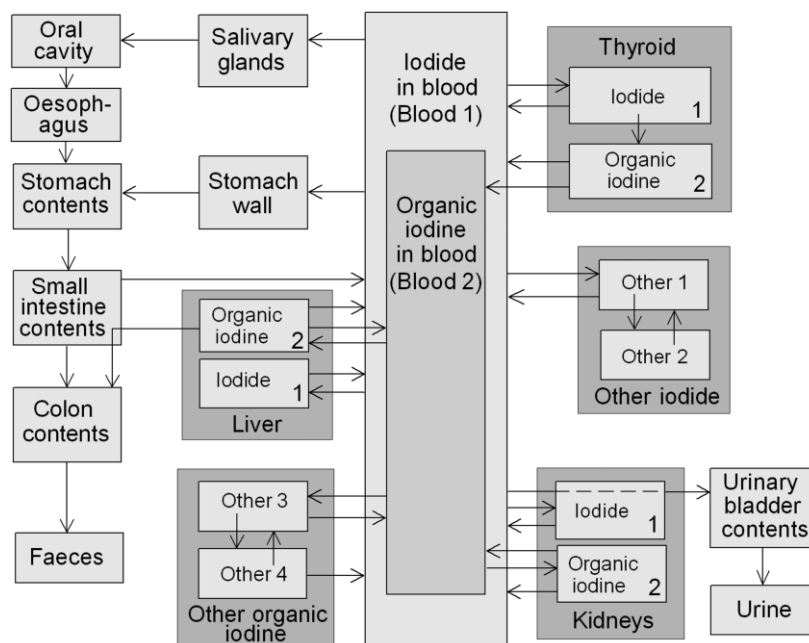 Oral
cavity
Salivary
glands
Oesoph-
agus
Stomach
contents
Stomach
wall
Small
intestine
contents
Colon
contents
Faeces
Iodide
in blood
(Blood 1)
Organic
iodine
in blood
(Blood 2)
Thyroid
Iodide
1
Organic
iodine
2
Other 1
Other 2
Other iodide
Organic
iodine
2
Iodide
1
Liver
Other 3
Other 4
Other organic
iodine
Iodide
1
Organic
iodine
2
Kidneys
Urinary
bladder
contents
Urine